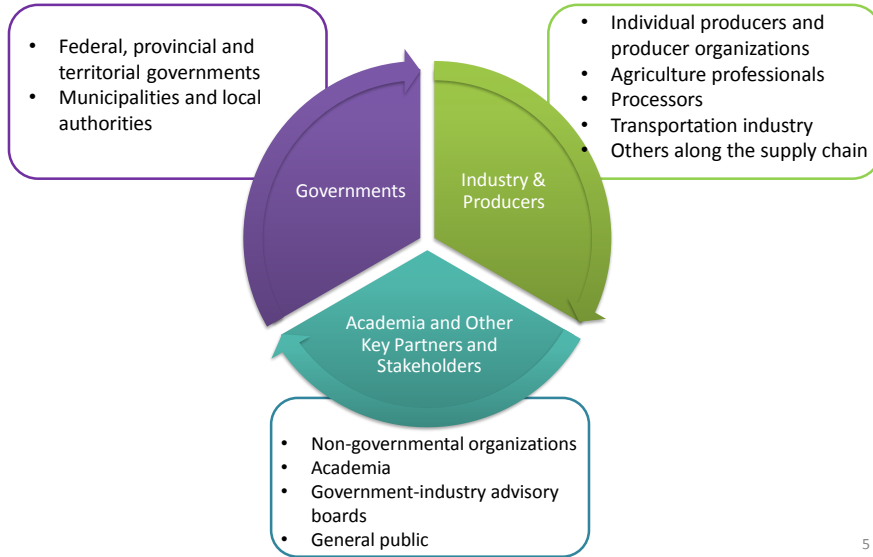 • Federal, provincial and
territorial governments
• Municipalities and local
authorities
• Individual producers and
producer organizations
• Agriculture professionals
• Processors
• Transportation industry
• Others along the supply chain
Governments
Industry &
Producers
Academia and Other
Key Partners and
Stakeholders
• Non-governmental organizations
• Academia
• Government-industry advisory
boards
• General public
5